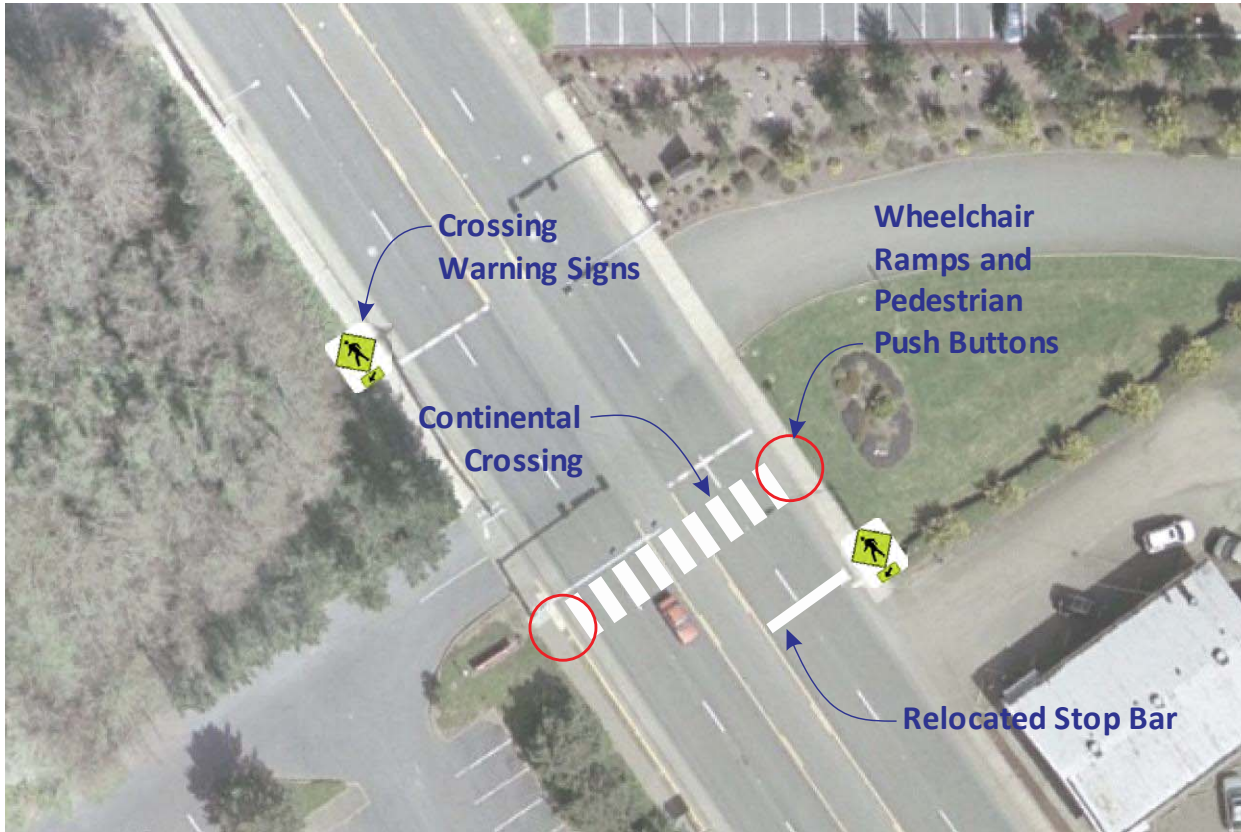 Crossing
Warning Signs
Wheelchair
Ramps and
Pedestrian
Push Buttons
Continental
Crossing
Relocated Stop Bar